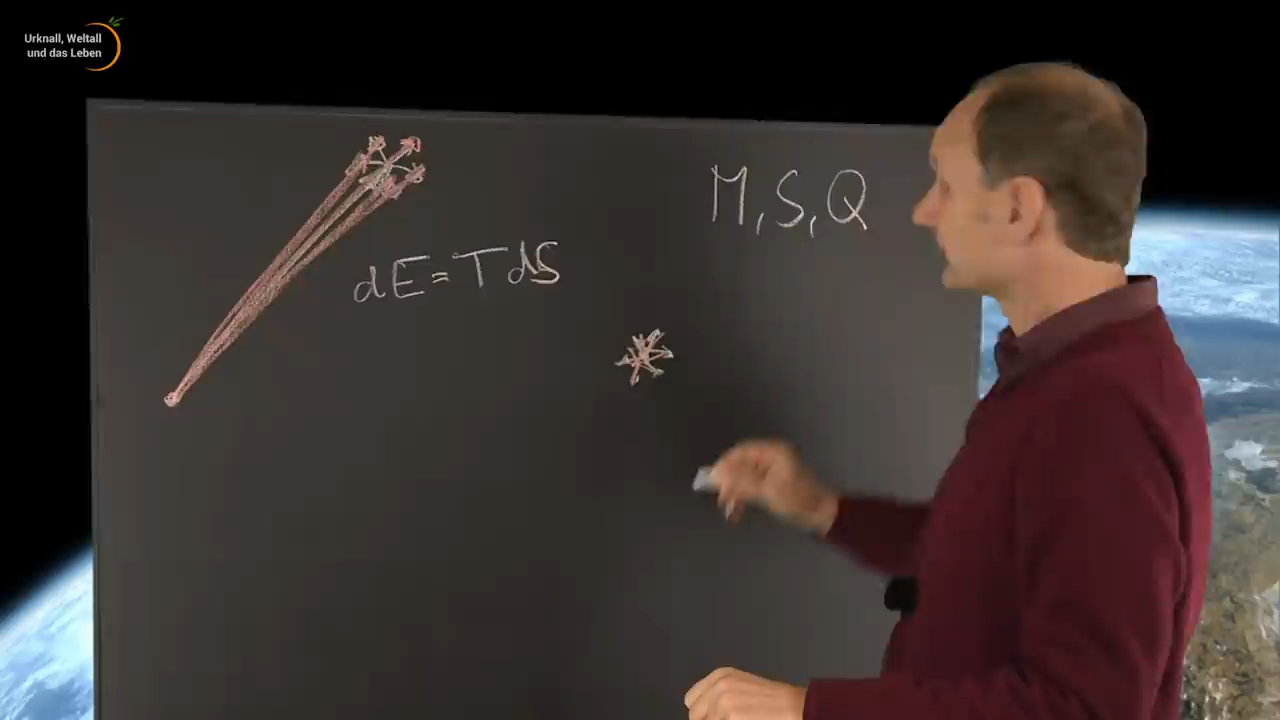 Urknall, Weltall
und das Leben
M, S, Q
dE = T dS